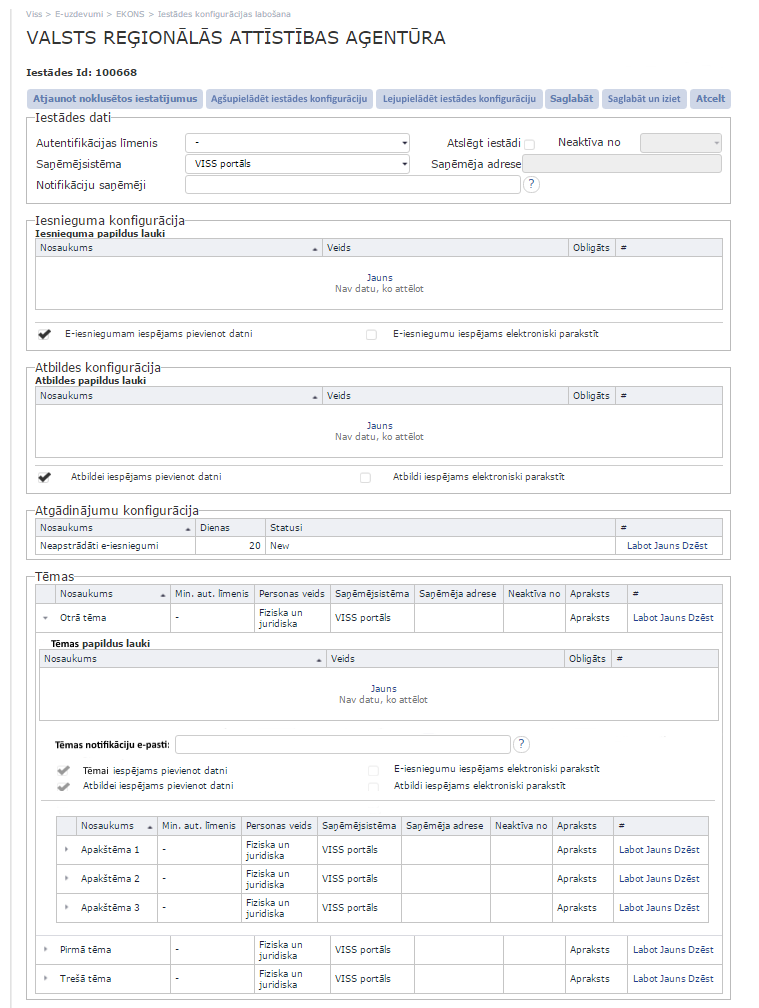 Viss > E-uzdevumi > EKONS > Iestādes konfigurācijas labošana
VALSTS REĢIONĀLĀS ATTĪSTĪBAS AĢENTŪRA
Iestādes Id: 100668
Atjaunot noklusētos iestatījumus Agšupielādēt iestādes konfigurāciju Lejupielādēt iestādes konfigurāciju Saglabāt Saglabāt un iziet Atcelt
Iestādes dati
Autentifikācijas līmenis - Atslēgt iestādi Neaktīva no
Saņēmējsistēma VISS portāls Saņēmēja adrese
Notifikāciju saņēmēji ?
Iesnieguma konfigurācija
Iesnieguma papildus lauki
Nosaukums Veids Obligāts #
Jauns
Nav datu, ko attēlot
E-iesniegumam iespējams pievienot datni E-iesniegumu iespējams elektroniski parakstīt
Atbildes konfigurācija
Atbildes papildus lauki
Nosaukums Veids Obligāts #
Jauns
Nav datu, ko attēlot
Atbildei iespējams pievienot datni Atbildi iespējams elektroniski parakstīt
Atgādinājumu konfigurācija
Nosaukums Dienas Statusi #
Neapstrādāti e-iesniegumi 20 New Labot Jauns Dzēst
Tēmas
Nosaukums Min. aut. līmenis Personas veids Saņēmējsistēma Saņēmēja adrese Neaktīva no Apraksts #
Otrā tēma - Fiziska un juridiska VISS portāls Apraksts Labot Jauns Dzēst
Tēmas papildus lauki
Nosaukums Veids Obligāts #
Jauns
Nav datu, ko attēlot
Tēmas notifikāciju e-pasti: ?
Tēmai iespējams pievienot datni E-iesniegumu iespējams elektroniski parakstīt
Atbildei iespējams pievienot datni Atbildi iespējams elektroniski parakstīt
Nosaukums Min. aut. līmenis Personas veids Saņēmējsistēma Saņēmēja adrese Neaktīva no Apraksts #
Apakštēma 1 - Fiziska un juridiska VISS portāls Apraksts Labot Jauns Dzēst
Apakštēma 2 - Fiziska un juridiska VISS portāls Apraksts Labot Jauns Dzēst
Apakštēma 3 - Fiziska un juridiska VISS portāls Apraksts Labot Jauns Dzēst
Pirmā tēma - Fiziska un juridiska VISS portāls Apraksts Labot Jauns Dzēst
Trešā tēma - Fiziska un juridiska VISS portāls Apraksts Labot Jauns Dzēst